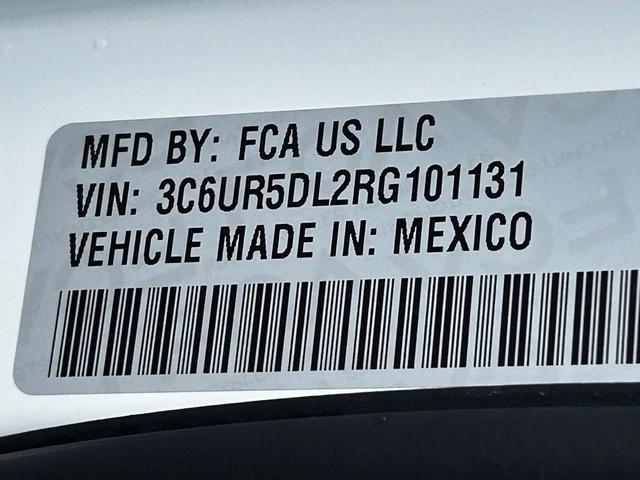 MFD BY: FCA US LLC
VIN: 3C6UR5DL2RG101131
VEHICLE MADE IN: MEXICO